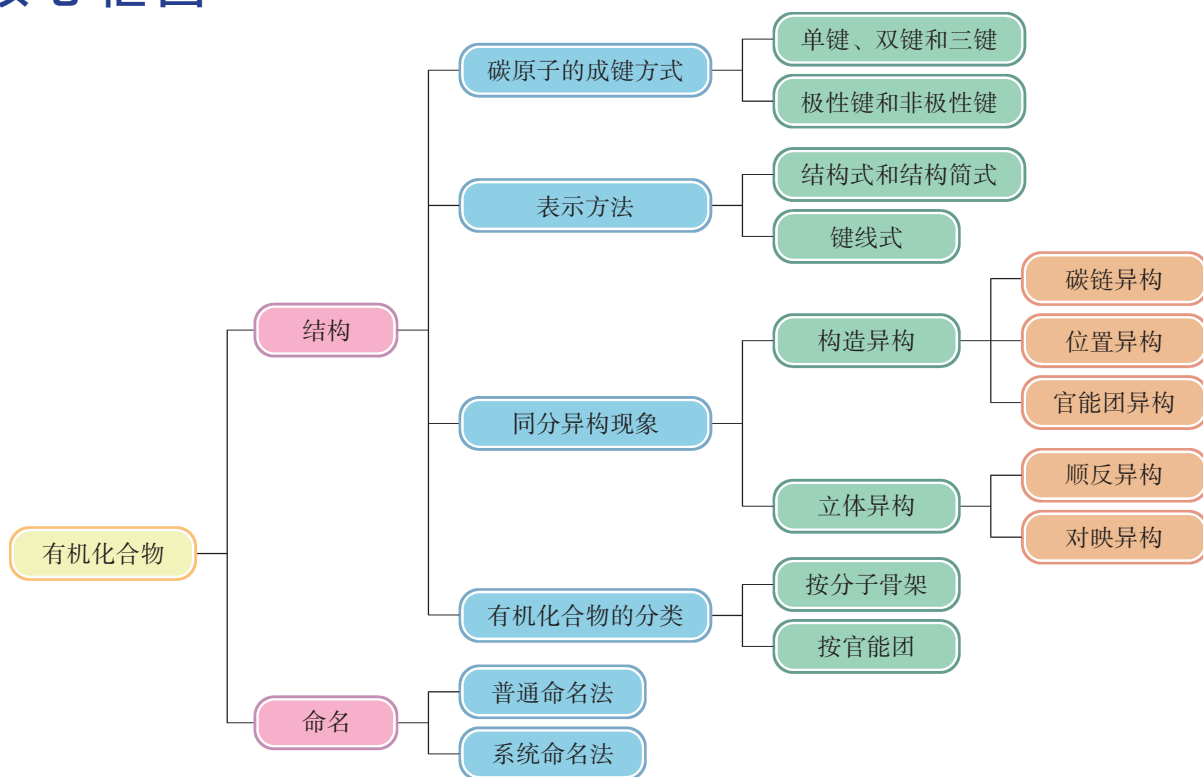 单键、双键和三键
碳原子的成键方式
极性键和非极性键
结构式和结构简式
表示方法
键线式
碳链异构
结构
构造异构
位置异构
官能团异构
同分异构现象
顺反异构
立体异构
对映异构
有机化合物
按分子骨架
有机化合物的分类
按官能团
普通命名法
命名
系统命名法